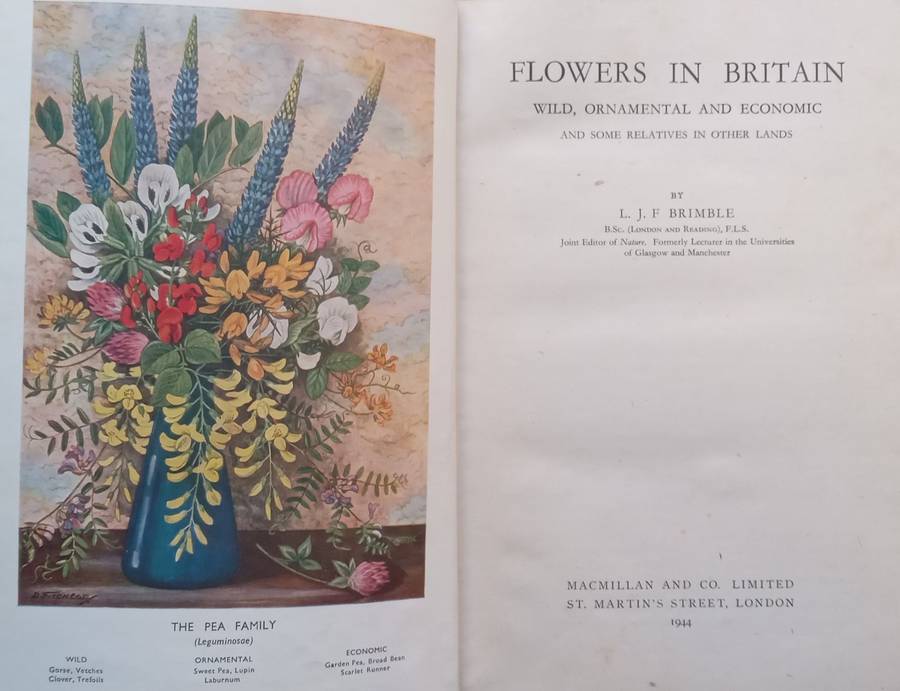 THE PEA FAMILY
(Leguminosae)
WILD
Gorse, Vetches
Clover, Trefoils
ORNAMENTAL
Sweet Pea, Lupin
Laburnum
ECONOMIC
Garden Pea, Broad Bean
Scarlet Runner
FLOWERS IN BRITAIN
WILD, ORNAMENTAL AND ECONOMIC
AND SOME RELATIVES IN OTHER LANDS
BY
L. J. F BRIMBLE
B.Sc. (London and Reading), F.L.S.
Joint Editor of Nature. Formerly Lecturer in the Universities
of Glasgow and Manchester
MACMILLAN AND CO. LIMITED
ST. MARTIN'S STREET, LONDON
1944